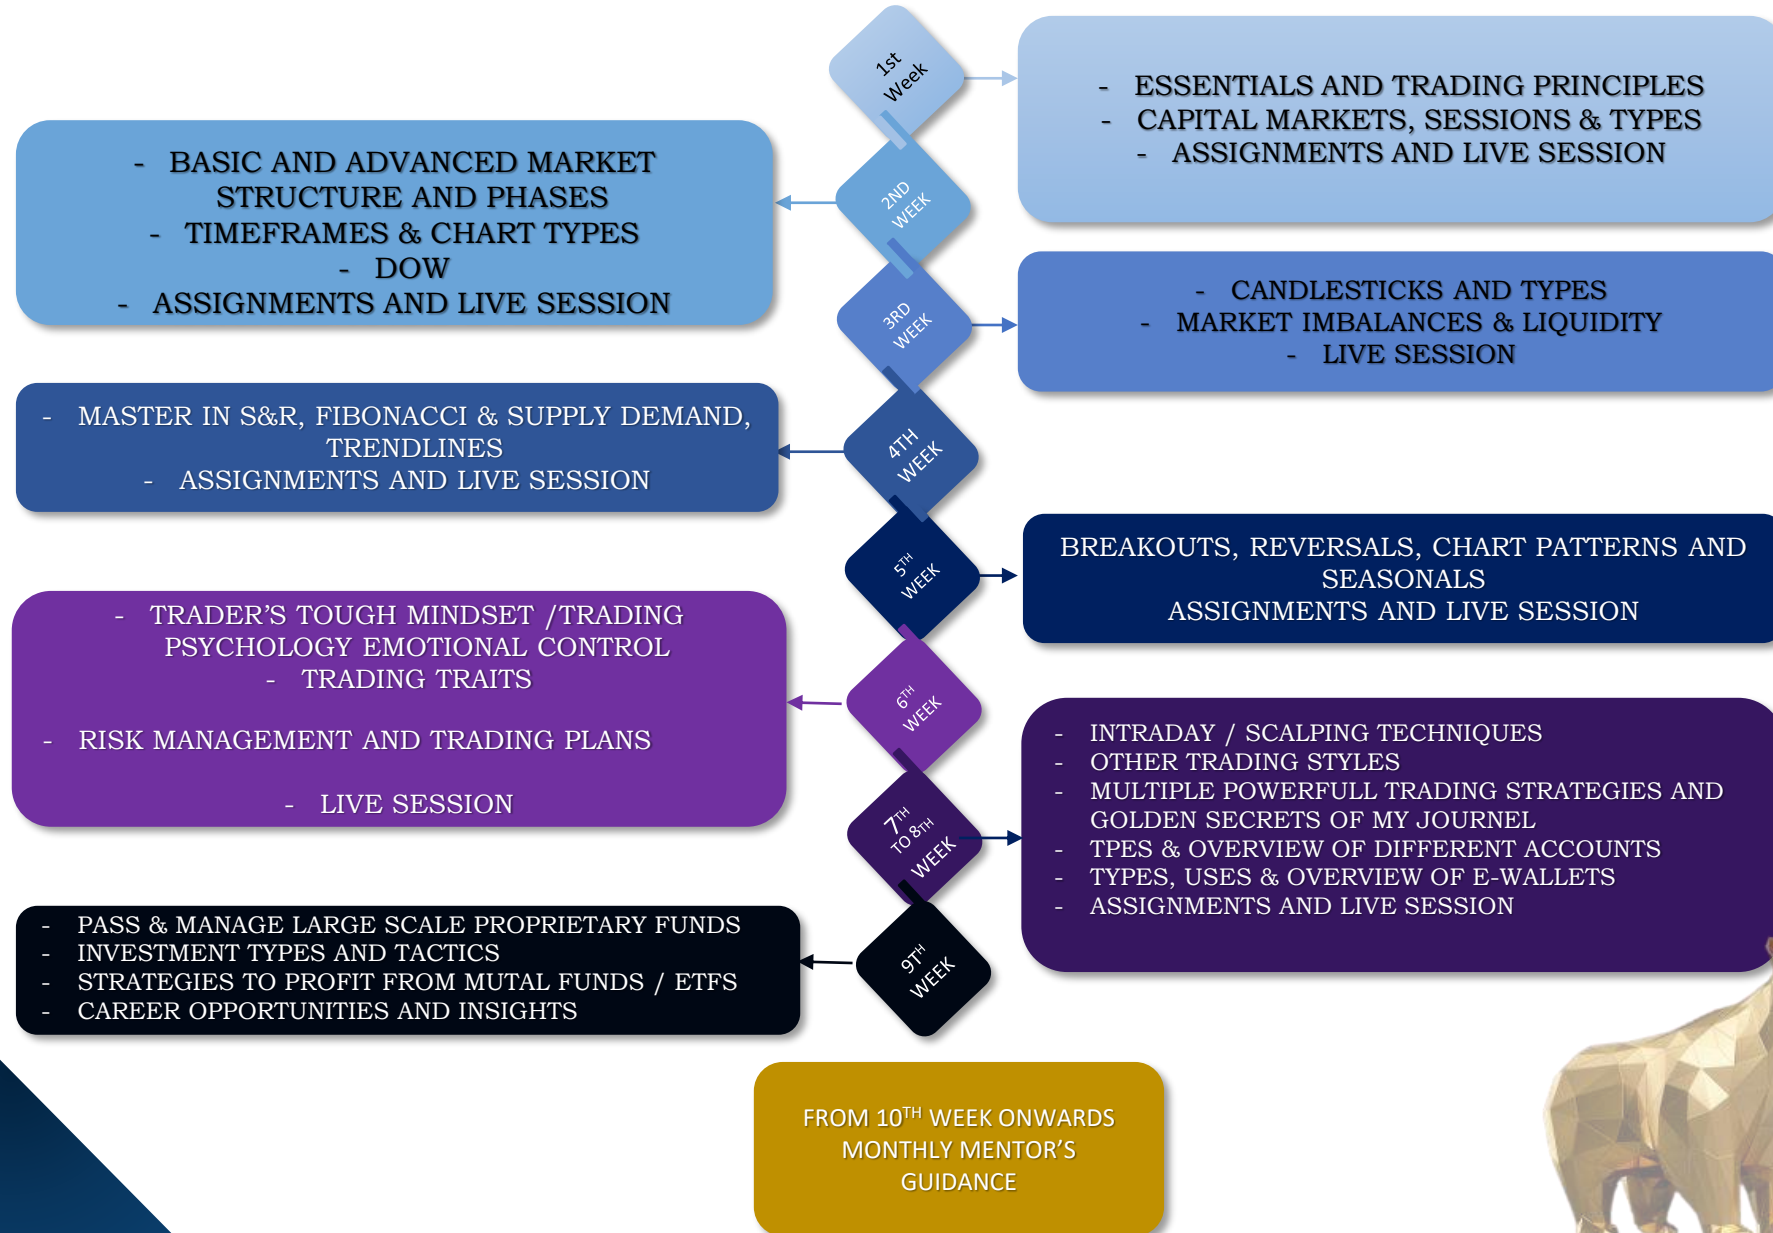 1st
Week
- ESSENTIALS AND TRADING PRINCIPLES
- CAPITAL MARKETS, SESSIONS & TYPES
- ASSIGNMENTS AND LIVE SESSION
2ND
WEEK
- BASIC AND ADVANCED MARKET
STRUCTURE AND PHASES
- TIMEFRAMES & CHART TYPES
- DOW
- ASSIGNMENTS AND LIVE SESSION
3RD
WEEK
- CANDLESTICKS AND TYPES
- MARKET IMBALANCES & LIQUIDITY
- LIVE SESSION
4TH
WEEK
- MASTER IN S&R, FIBONACCI & SUPPLY DEMAND,
TRENDLINES
- ASSIGNMENTS AND LIVE SESSION
5TH
WEEK
BREAKOUTS, REVERSALS, CHART PATTERNS AND
SEASONALS
ASSIGNMENTS AND LIVE SESSION
6TH
WEEK
- TRADER’S TOUGH MINDSET /TRADING
PSYCHOLOGY EMOTIONAL CONTROL
- TRADING TRAITS
- RISK MANAGEMENT AND TRADING PLANS
- LIVE SESSION
7TH
TO 8TH
WEEK
- INTRADAY / SCALPING TECHNIQUES
- OTHER TRADING STYLES
- MULTIPLE POWERFULL TRADING STRATEGIES AND
GOLDEN SECRETS OF MY JOURNEL
- TPES & OVERVIEW OF DIFFERENT ACCOUNTS
- TYPES, USES & OVERVIEW OF E-WALLETS
- ASSIGNMENTS AND LIVE SESSION
9TH
WEEK
- PASS & MANAGE LARGE SCALE PROPRIETARY FUNDS
- INVESTMENT TYPES AND TACTICS
- STRATEGIES TO PROFIT FROM MUTAL FUNDS / ETFS
- CAREER OPPORTUNITIES AND INSIGHTS
FROM 10TH WEEK ONWARDS
MONTHLY MENTOR’S
GUIDANCE